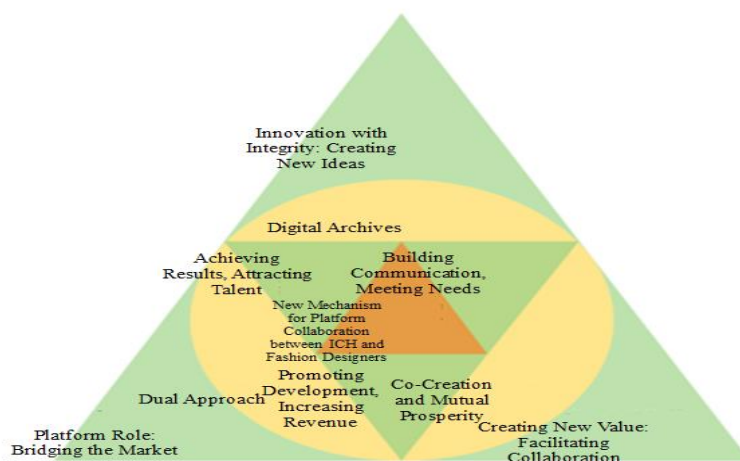 Innovation with
Integrity: Creating
New Ideas
Digital Archives
Achieving
Results, Attracting
Talent
Building
Communication,
Meeting Needs
New Mechanism
for Platform
Collaboration
between ICH and
Fashion Designers
Promoting
Development,
Increasing
Revenue
Co-Creation
and Mutual
Prosperity
Dual Approach
Platform Role:
Bridging the Market
Creating New Value:
Facilitating
Collaboration